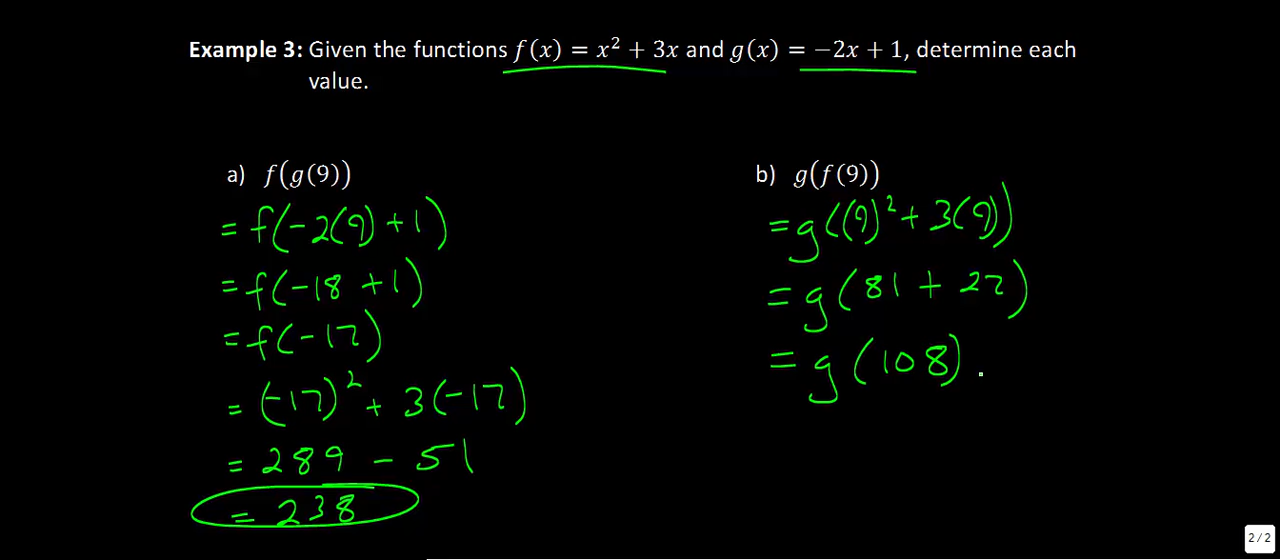 Example 3: Given the functions f(x) = x² + 3x and g(x) = −2x + 1, determine each
value.
a) f(g(9))
= f(-2(9) + 1)
= f(-18 + 1)
= f(-17)
= (-17)² + 3(-17)
= 289 - 51
= 238
b) g(f(9))
= g((9)² + 3(9))
= g(81 + 27)
= g(108)
2/2